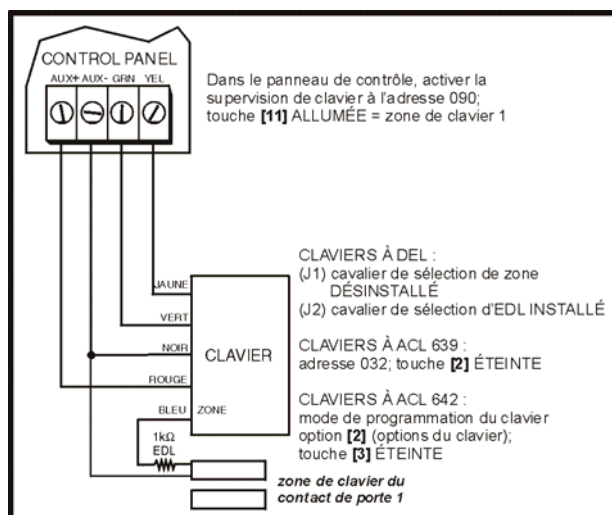 CONTROL PANEL
AUX+ AUX- GRN YEL
Dans le panneau de contrôle, activer la
supervision de clavier à l'adresse 090;
touche [11] ALLUMÉE = zone de clavier 1
JAUNE
VERT
NOIR
ROUGE
BLEU
CLAVIER
ZONE
CLAVIERS À DEL :
(J1) cavalier de sélection de zone
DÉSINSTALLÉ
(J2) cavalier de sélection d'EDL INSTALLÉ
CLAVIERS À ACL 639 :
adresse 032; touche [2] ÉTEINTE
CLAVIERS À ACL 642 :
mode de programmation du clavier
option [2] (options du clavier);
touche [3] ÉTEINTE
1kΩ
EDL
zone de clavier du
contact de porte 1